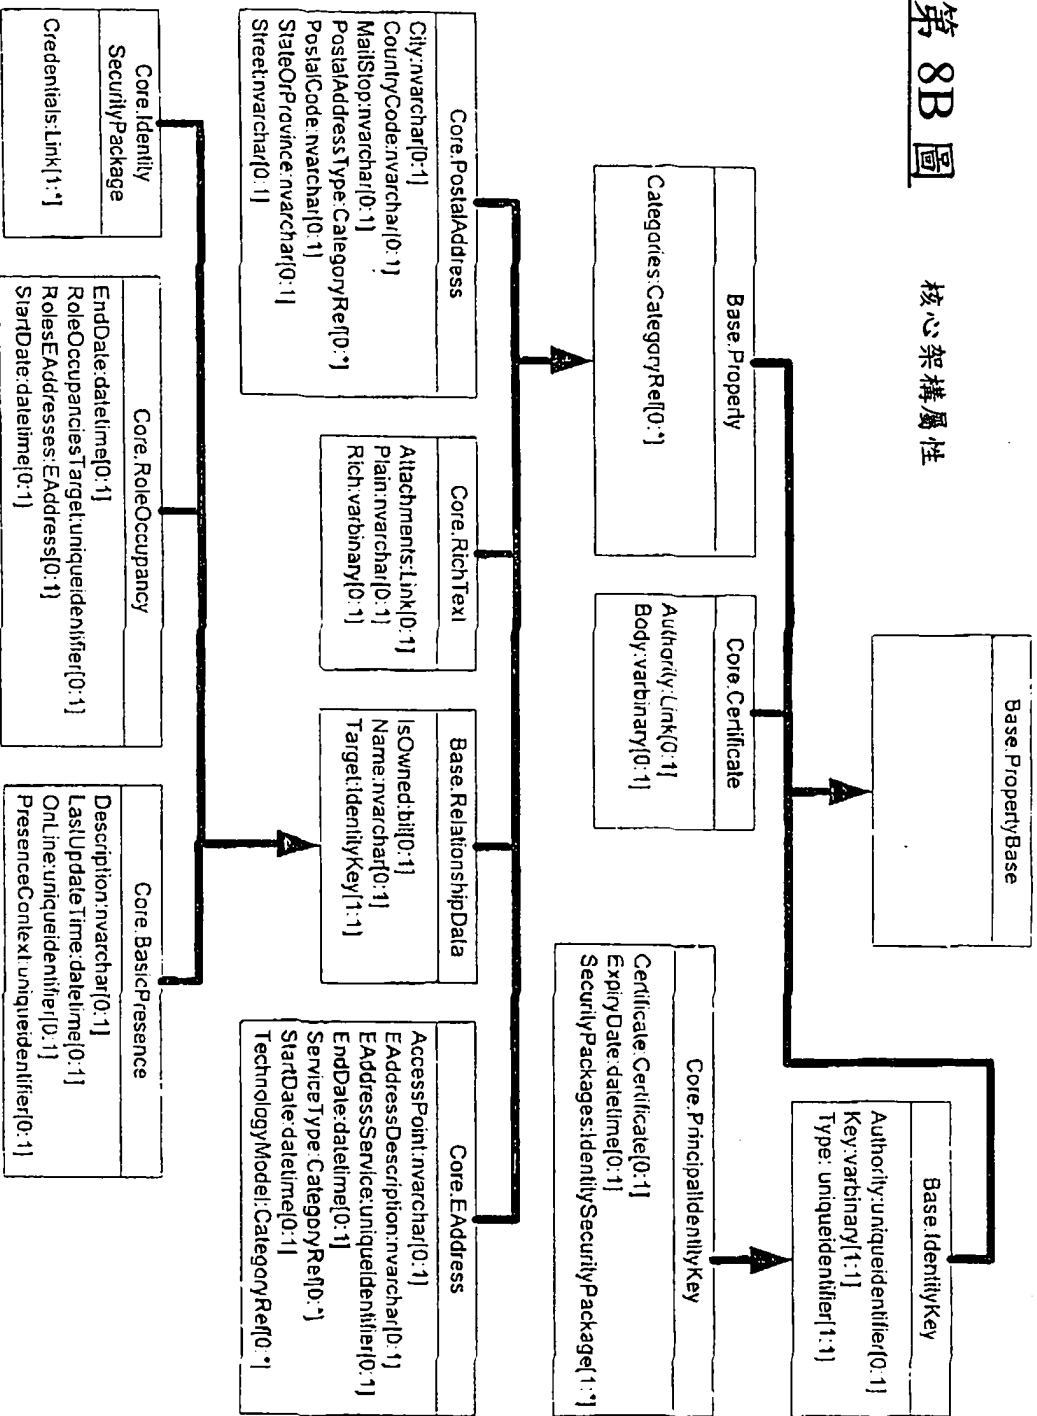 第 8B 圖
核心架構屬性
Base.PropertyBase
Base.Property
Categories:CategoryRef[0:*]
Core.Certificate
Authority:Link[0:1]
Body:varbinary[0:1]
Base.IdentityKey
Authority:uniqueidentifier[0:1]
Key:varbinary[1:1]
Type: uniqueidentifier[1:1]
Core.PrincipalIdentityKey
Certificate:Certificate[0:1]
ExpiryDate:datetime[0:1]
SecurityPackages:IdentitySecurityPackage[1:*]
Core.PostalAddress
City:nvarchar[0:1]
CountryCode:nvarchar[0:1]
MailStop:nvarchar[0:1]
PostalAddressType:CategoryRef[0:*]
PostalCode:nvarchar[0:1]
StateOrProvince:nvarchar[0:1]
Street:nvarchar[0:1]
Core.RichText
Attachments:Link[0:1]
Plain:nvarchar[0:1]
Rich:varbinary[0:1]
Base.RelationshipData
IsOwned:bit[0:1]
Name:nvarchar[0:1]
Target:IdentityKey[1:1]
Core.EAddress
AccessPoint:nvarchar[0:1]
EAddressDescription:nvarchar[0:1]
EAddressService:uniqueidentifier[0:1]
EndDate:datetime[0:1]
ServiceType:CategoryRef[0:*]
StartDate:datetime[0:1]
TechnologyModel:CategoryRef[0:*]
Core.Identity
SecurityPackage
Credentials:Link[1:*]
Core.RoleOccupancy
EndDate:datetime[0:1]
RoleOccupanciesTarget:uniqueidentifier[0:1]
RolesEAddresses:EAddress[0:1]
StartDate:datetime[0:1]
Core.BasicPresence
Description:nvarchar[0:1]
LastUpdateTime:datetime[0:1]
OnLine:uniqueidentifier[0:1]
PresenceContext:uniqueidentifier[0:1]